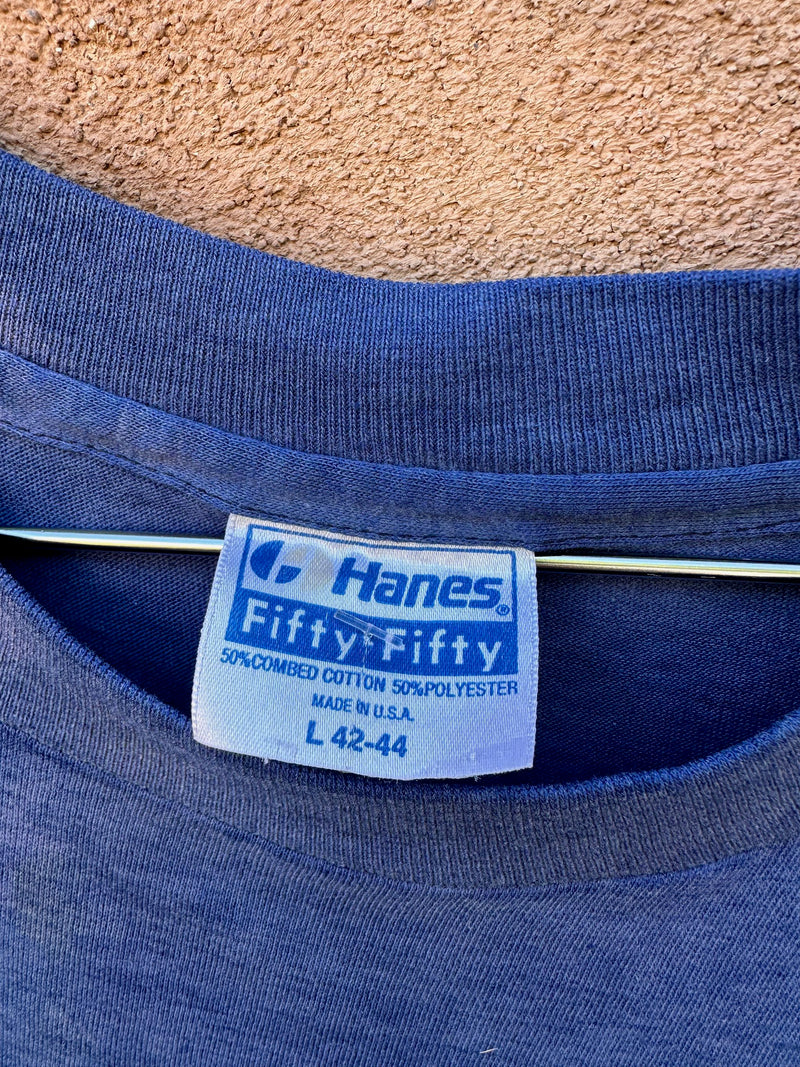 Hanes®
Fifty-Fifty
50% COMBED COTTON 50% POLYESTER
MADE IN U.S.A.
L 42-44